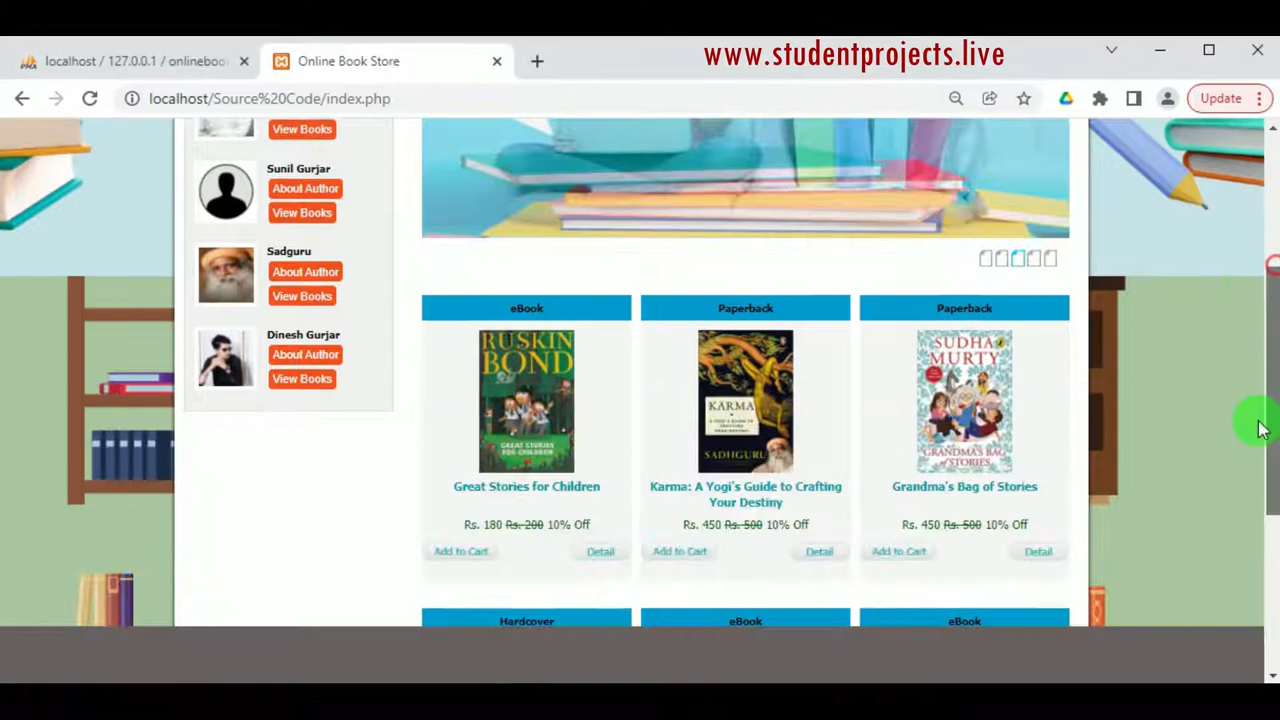 www.studentprojects.live
localhost / 127.0.0.1 / onlineboo
Online Book Store
localhost/Source%20Code/index.php
Update
View Books
Sunil Gurjar
About Author
View Books
Sadguru
About Author
View Books
Dinesh Gurjar
About Author
View Books
eBook
Paperback
Paperback
RUSKIN
BOND
GREAT STORIES
FOR CHILDREN
KARMA
SADHGURU
SUDHA
MURTY
GRANDMA'S BAG
OF STORIES
Great Stories for Children
Karma: A Yogi's Guide to Crafting
Your Destiny
Grandma's Bag of Stories
Rs. 180 Rs. 200 10% Off
Rs. 450 Rs. 500 10% Off
Rs. 450 Rs. 500 10% Off
Add to Cart
Detail
Add to Cart
Detail
Add to Cart
Detail
Hardcover
eBook
eBook